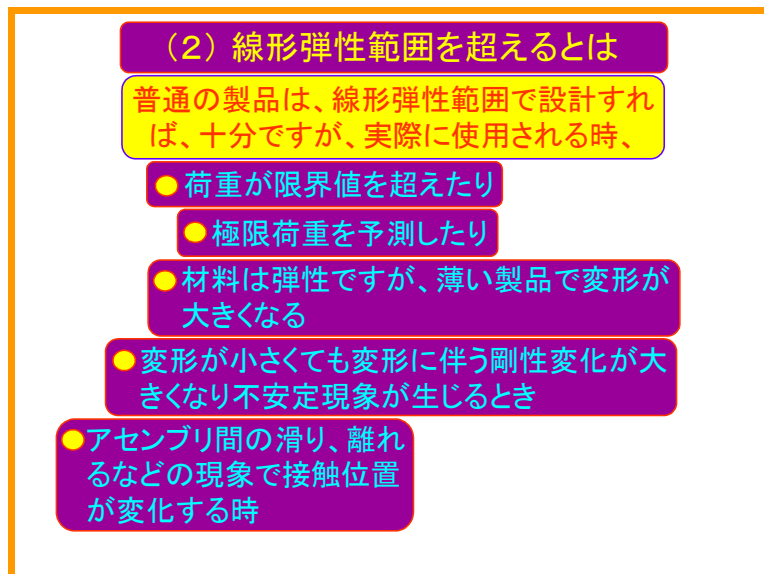 （２）線形弾性範囲を超えるとは
普通の製品は、線形弾性範囲で設計すれ
ば、十分ですが、実際に使用される時、
荷重が限界値を超えたり
極限荷重を予測したり
材料は弾性ですが、薄い製品で変形が
大きくなる
変形が小さくても変形に伴う剛性変化が大
きくなり不安定現象が生じるとき
アセンブリ間の滑り、離れ
るなどの現象で接触位置
が変化する時